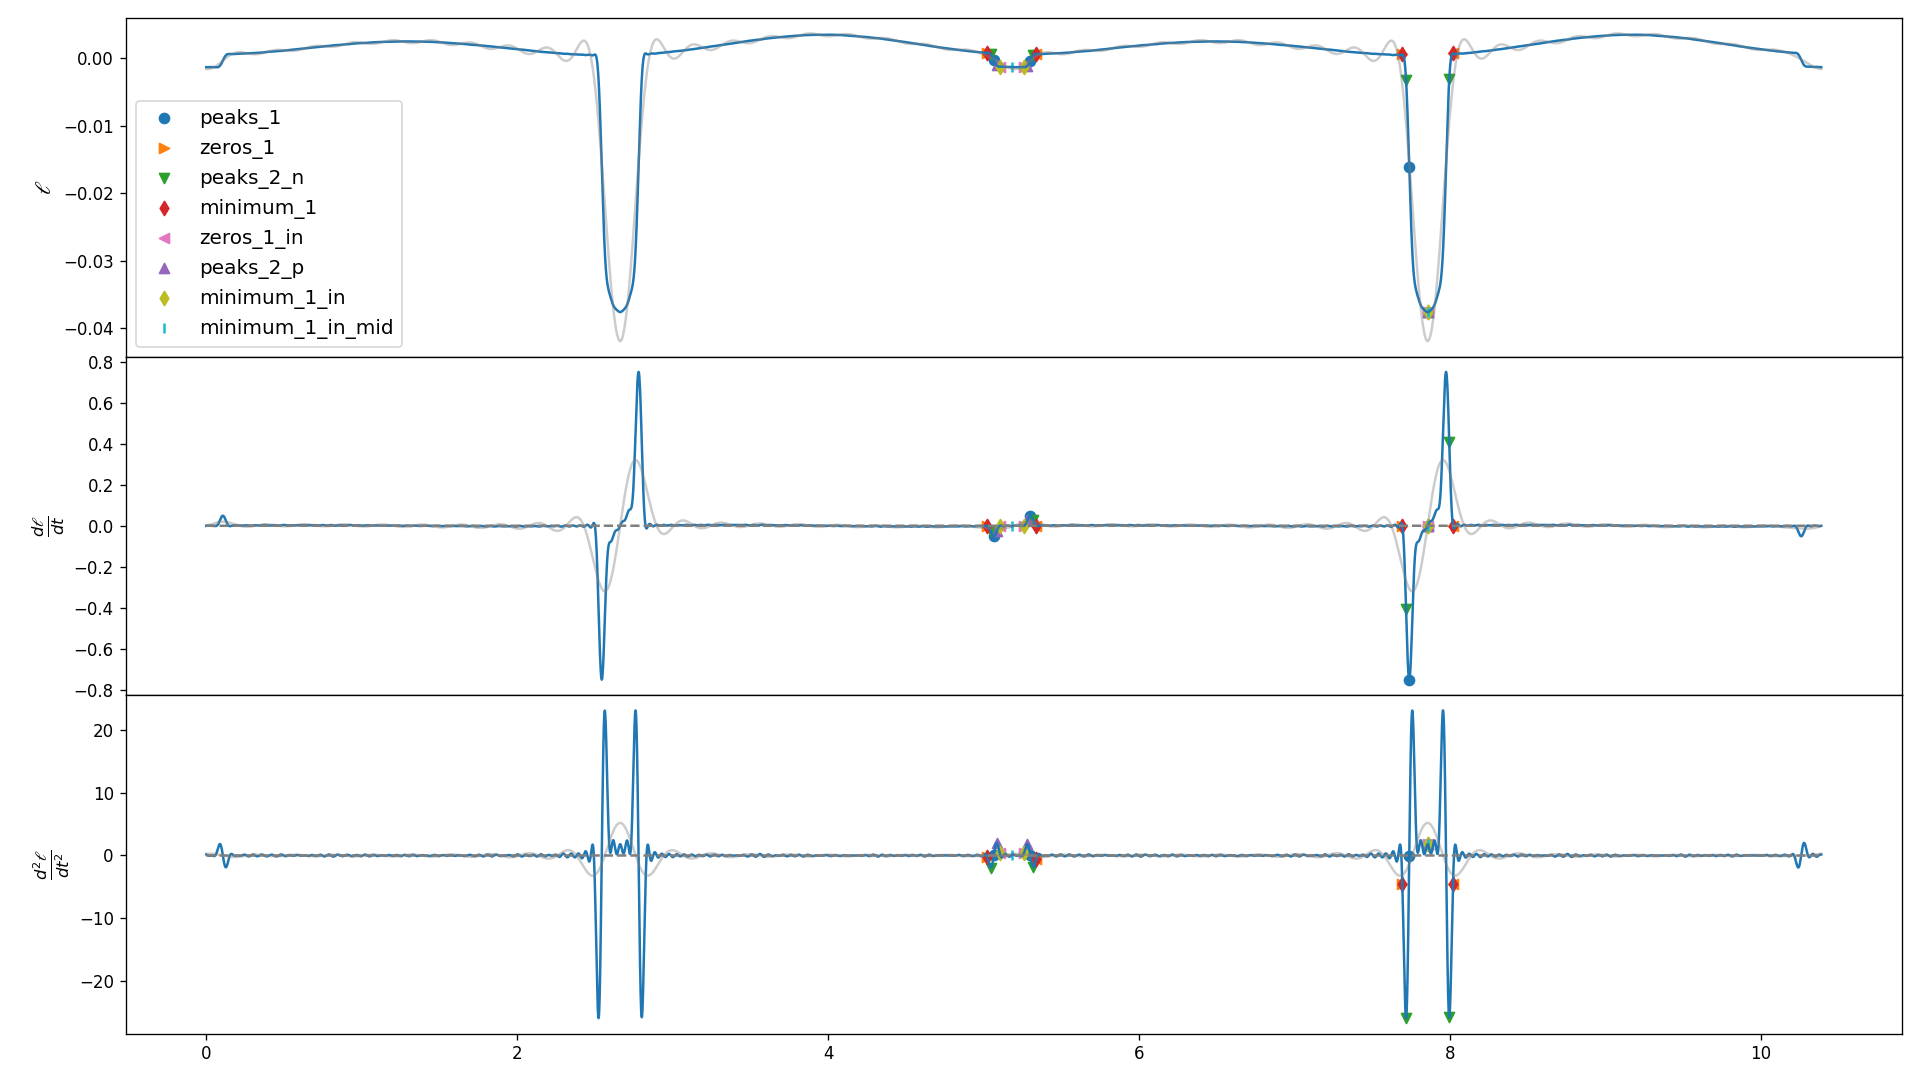 0.00
−0.01
−0.02
−0.03
−0.04
ℓ
peaks_1
zeros_1
peaks_2_n
minimum_1
zeros_1_in
peaks_2_p
minimum_1_in
minimum_1_in_mid
0.8
0.6
0.4
0.2
0.0
−0.2
−0.4
−0.6
−0.8
dℓ
dt
20
10
0
−10
−20
d²ℓ
dt²
0 2 4 6 8 10